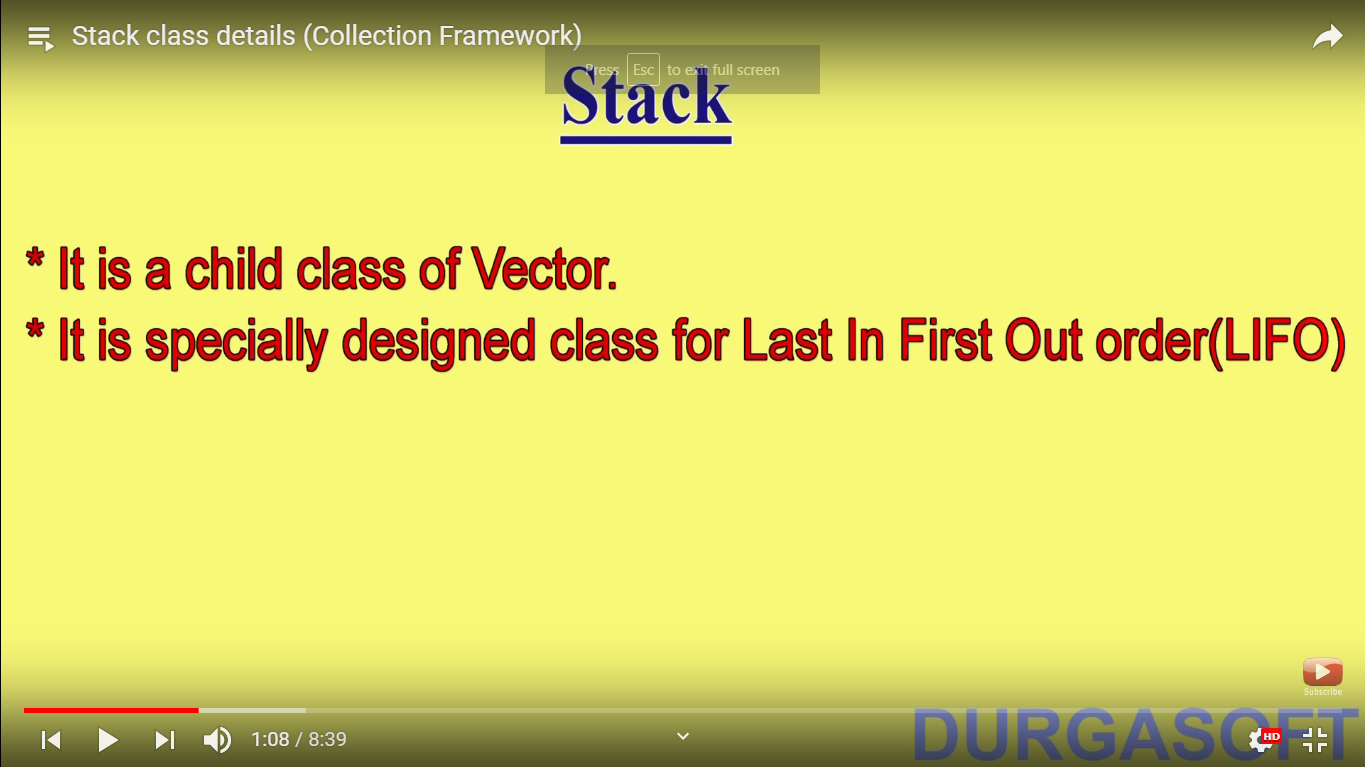 Stack class details (Collection Framework)
Press Esc to exit full screen
Stack
* It is a child class of Vector.
* It is specially designed class for Last In First Out order(LIFO)
Subscribe
1:08 / 8:39
HD
DURGASOFT